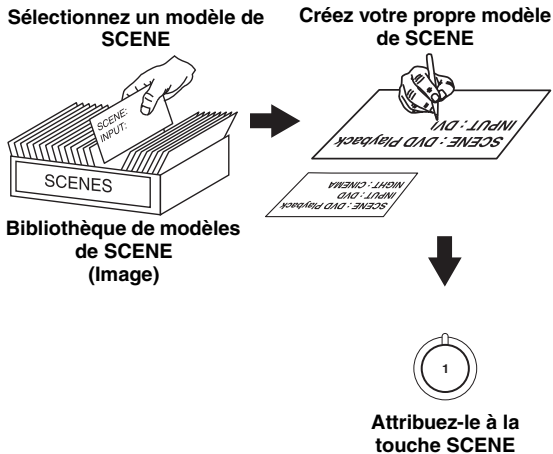 Sélectionnez un modèle de
SCENE
SCENE:
INPUT:
SCENES
Bibliothèque de modèles
de SCENE
(Image)
Créez votre propre modèle
de SCENE
SCENE : DVD Playback
INPUT : DV
SCENE : DVD Playback
INPUT : DVD
NIGHT : CINEMA
1
Attribuez-le à la
touche SCENE